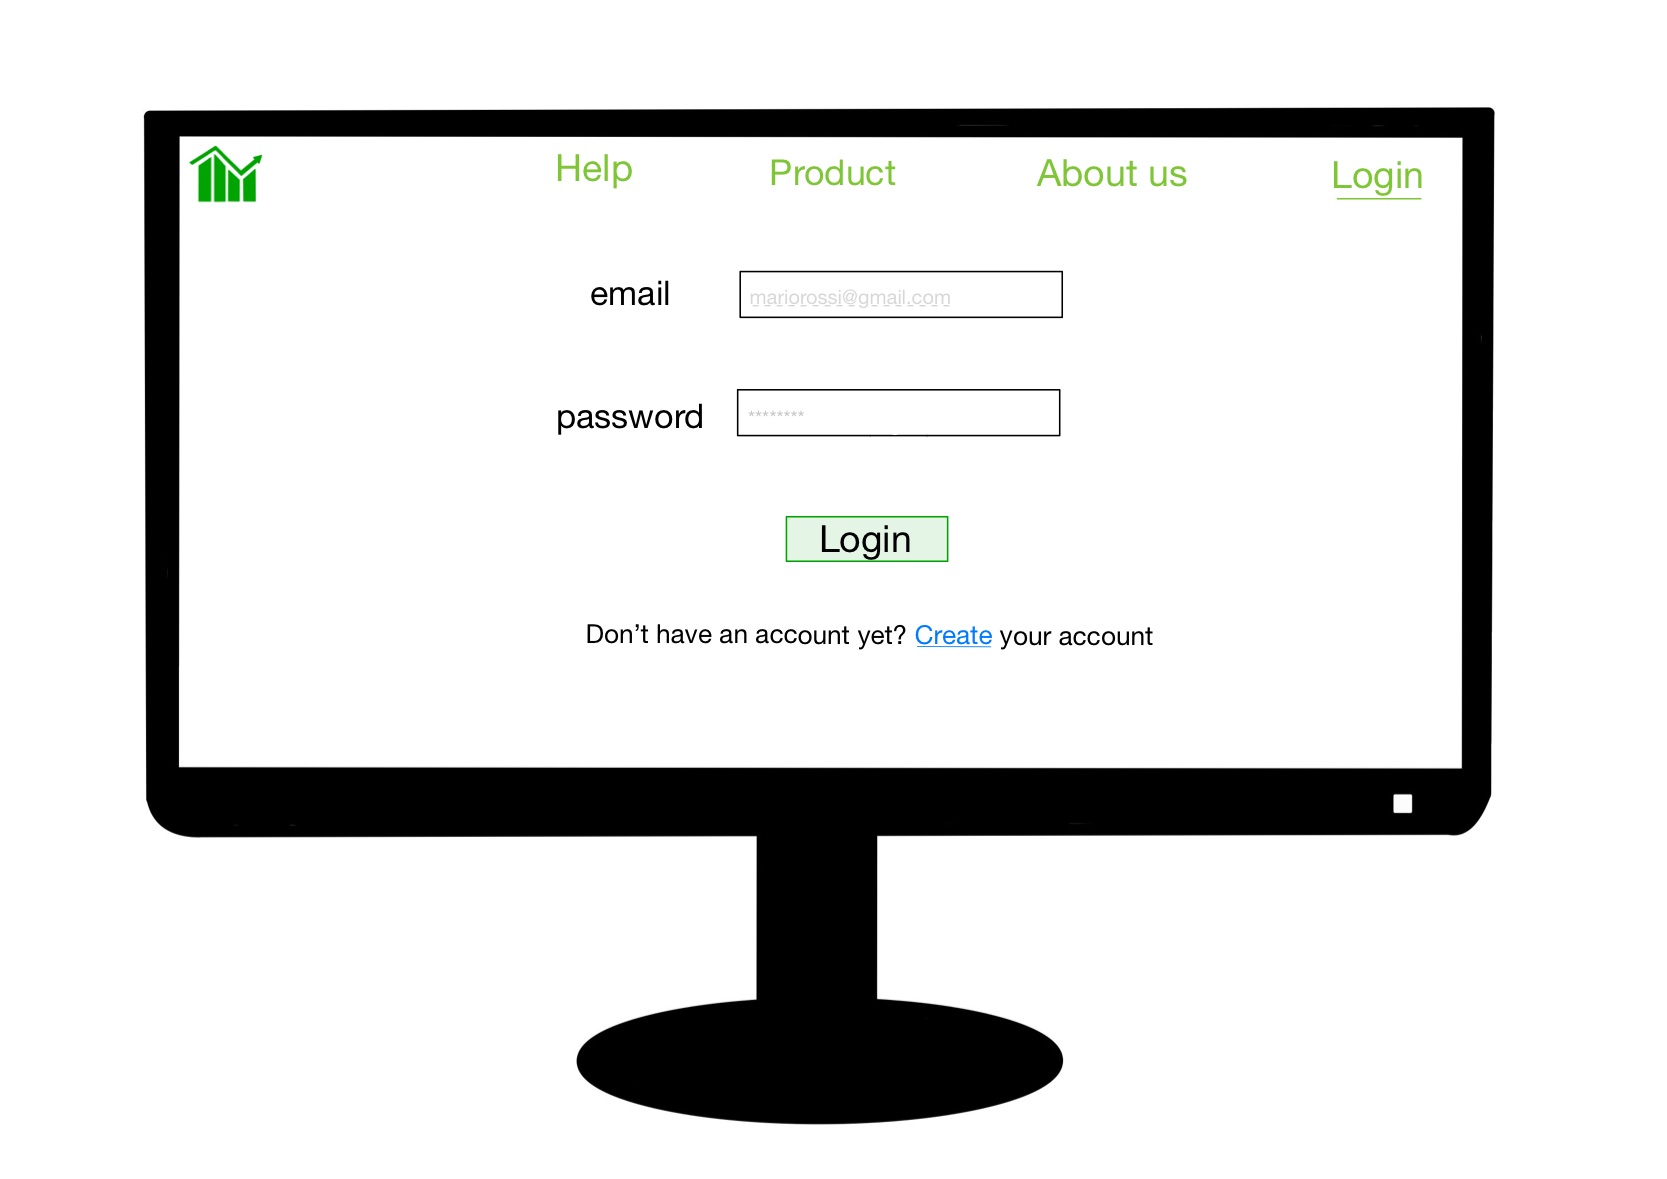 Help Product About us Login
email mariorossi@gmail.com
password ********
Login
Don’t have an account yet? Create your account